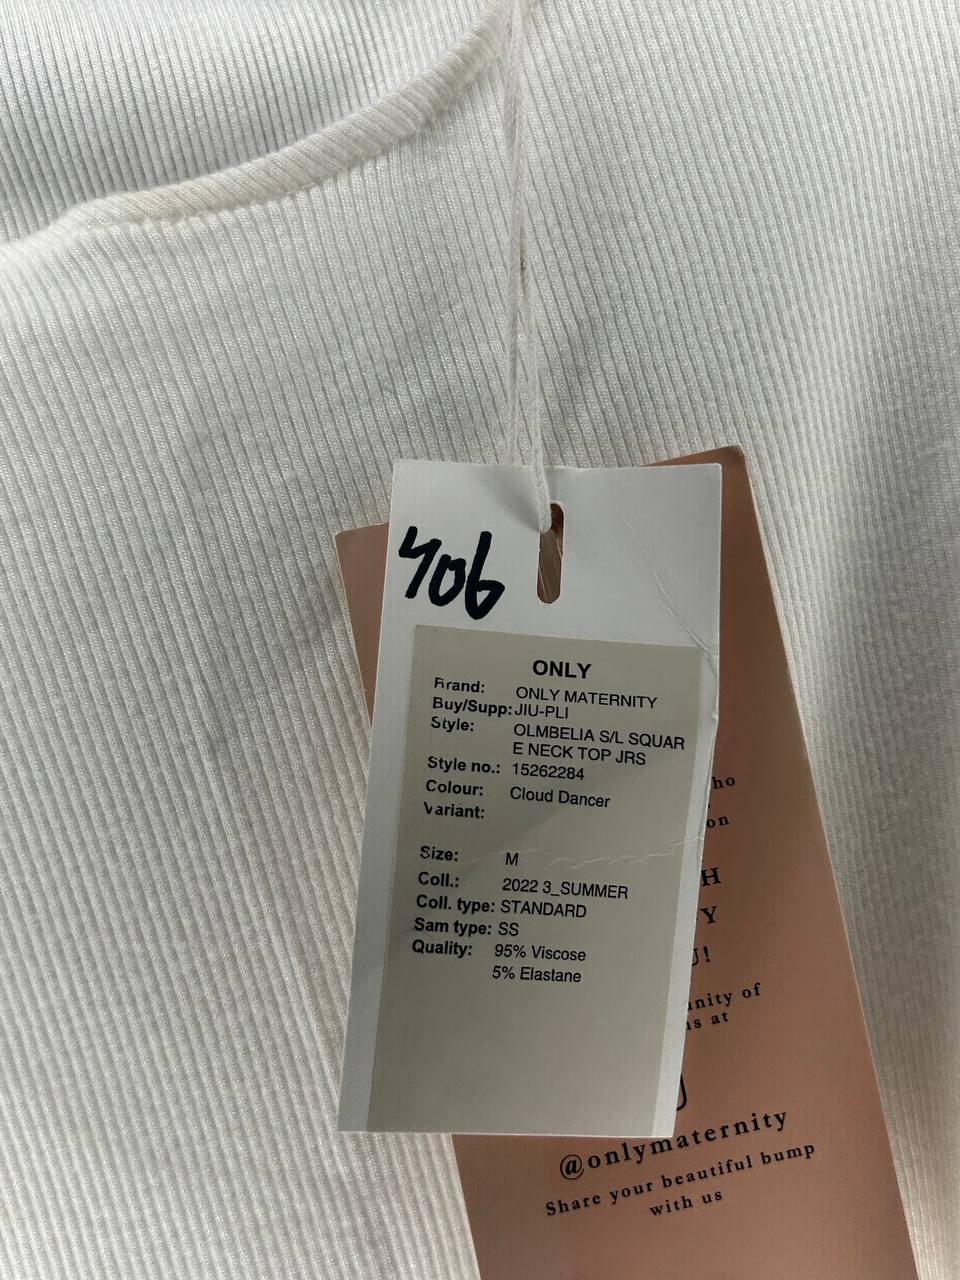 406
ONLY
Brand: ONLY MATERNITY
Buy/Supp: JIU-PLI
Style: OLMBELIA S/L SQUAR
E NECK TOP JRS
Style no.: 15262284
Colour: Cloud Dancer
Variant:
Size: M
Coll.: 2022 3_SUMMER
Coll. type: STANDARD
Sam type: SS
Quality: 95% Viscose
5% Elastane
of
at
@onlymaternity
Share your beautiful bump
with us